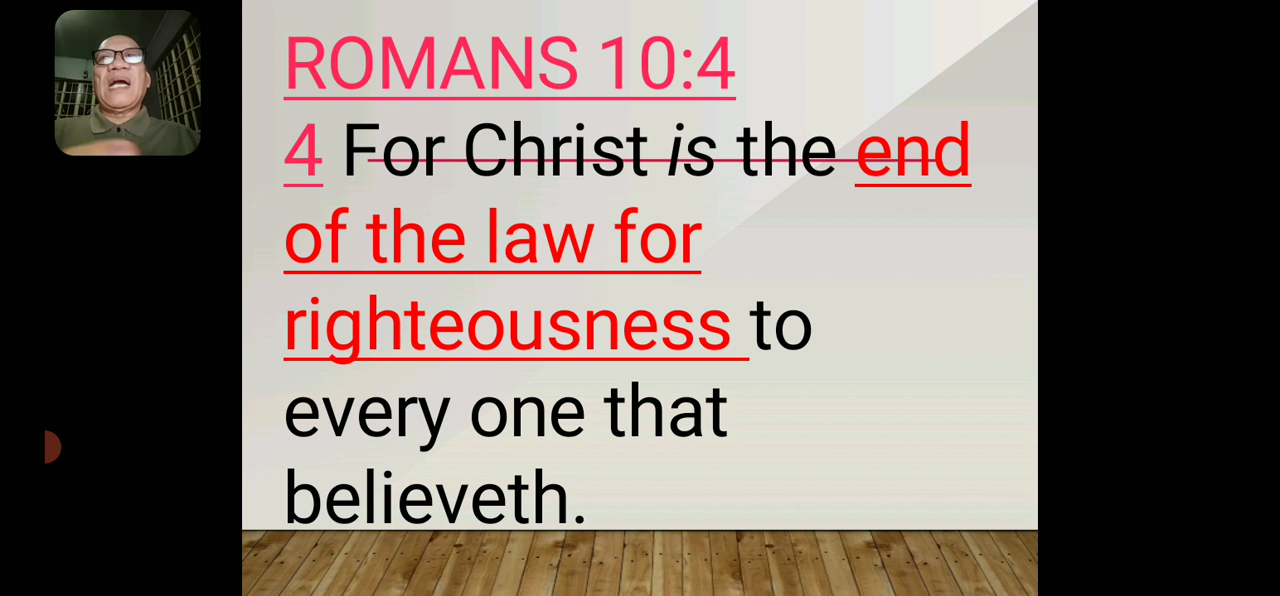 ROMANS 10:4
4 For Christ is the end
of the law for
righteousness to
every one that
believeth.